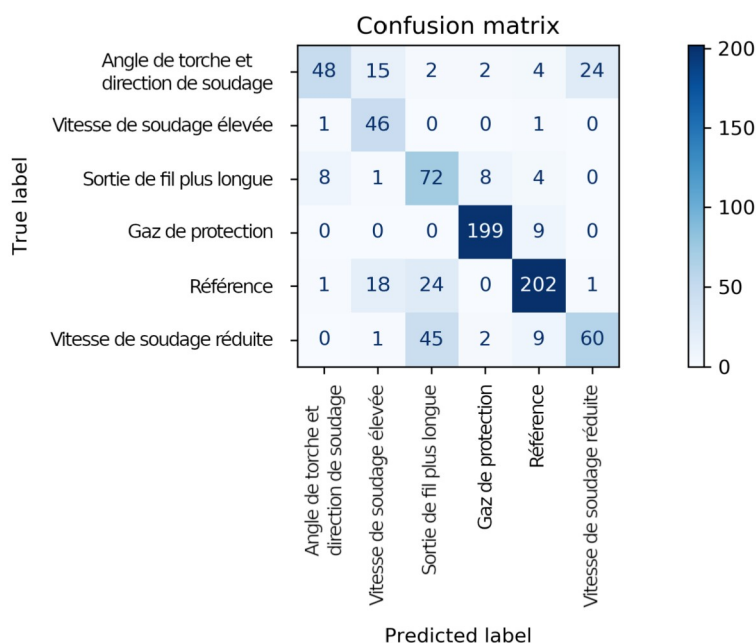 Confusion matrix
Angle de torche et
direction de soudage
48 15 2 2 4 24
Vitesse de soudage élevée
1 46 0 0 1 0
Sortie de fil plus longue
8 1 72 8 4 0
Gaz de protection
0 0 0 199 9 0
Référence
1 18 24 0 202 1
Vitesse de soudage réduite
0 1 45 2 9 60
True label
Angle de torche et
direction de soudage
Vitesse de soudage élevée
Sortie de fil plus longue
Gaz de protection
Référence
Vitesse de soudage réduite
Predicted label
200
150
100
50
0